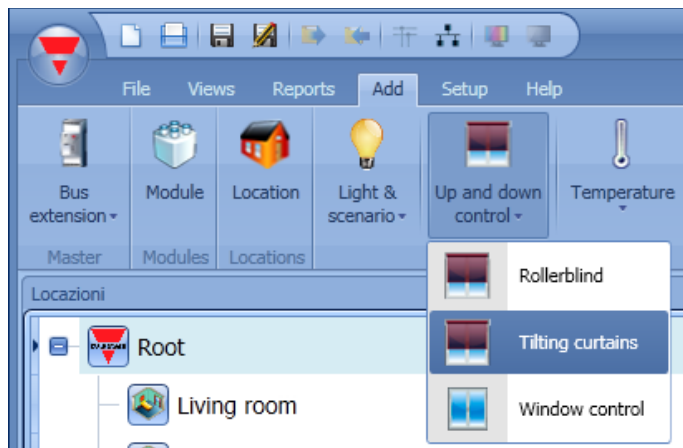 File Views Reports Add Setup Help
Bus
extension
Module
Location
Light &
scenario
Up and down
control
Temperature
Master Modules Locations
Locazioni
Rollerblind
Root
Tilting curtains
Living room
Window control